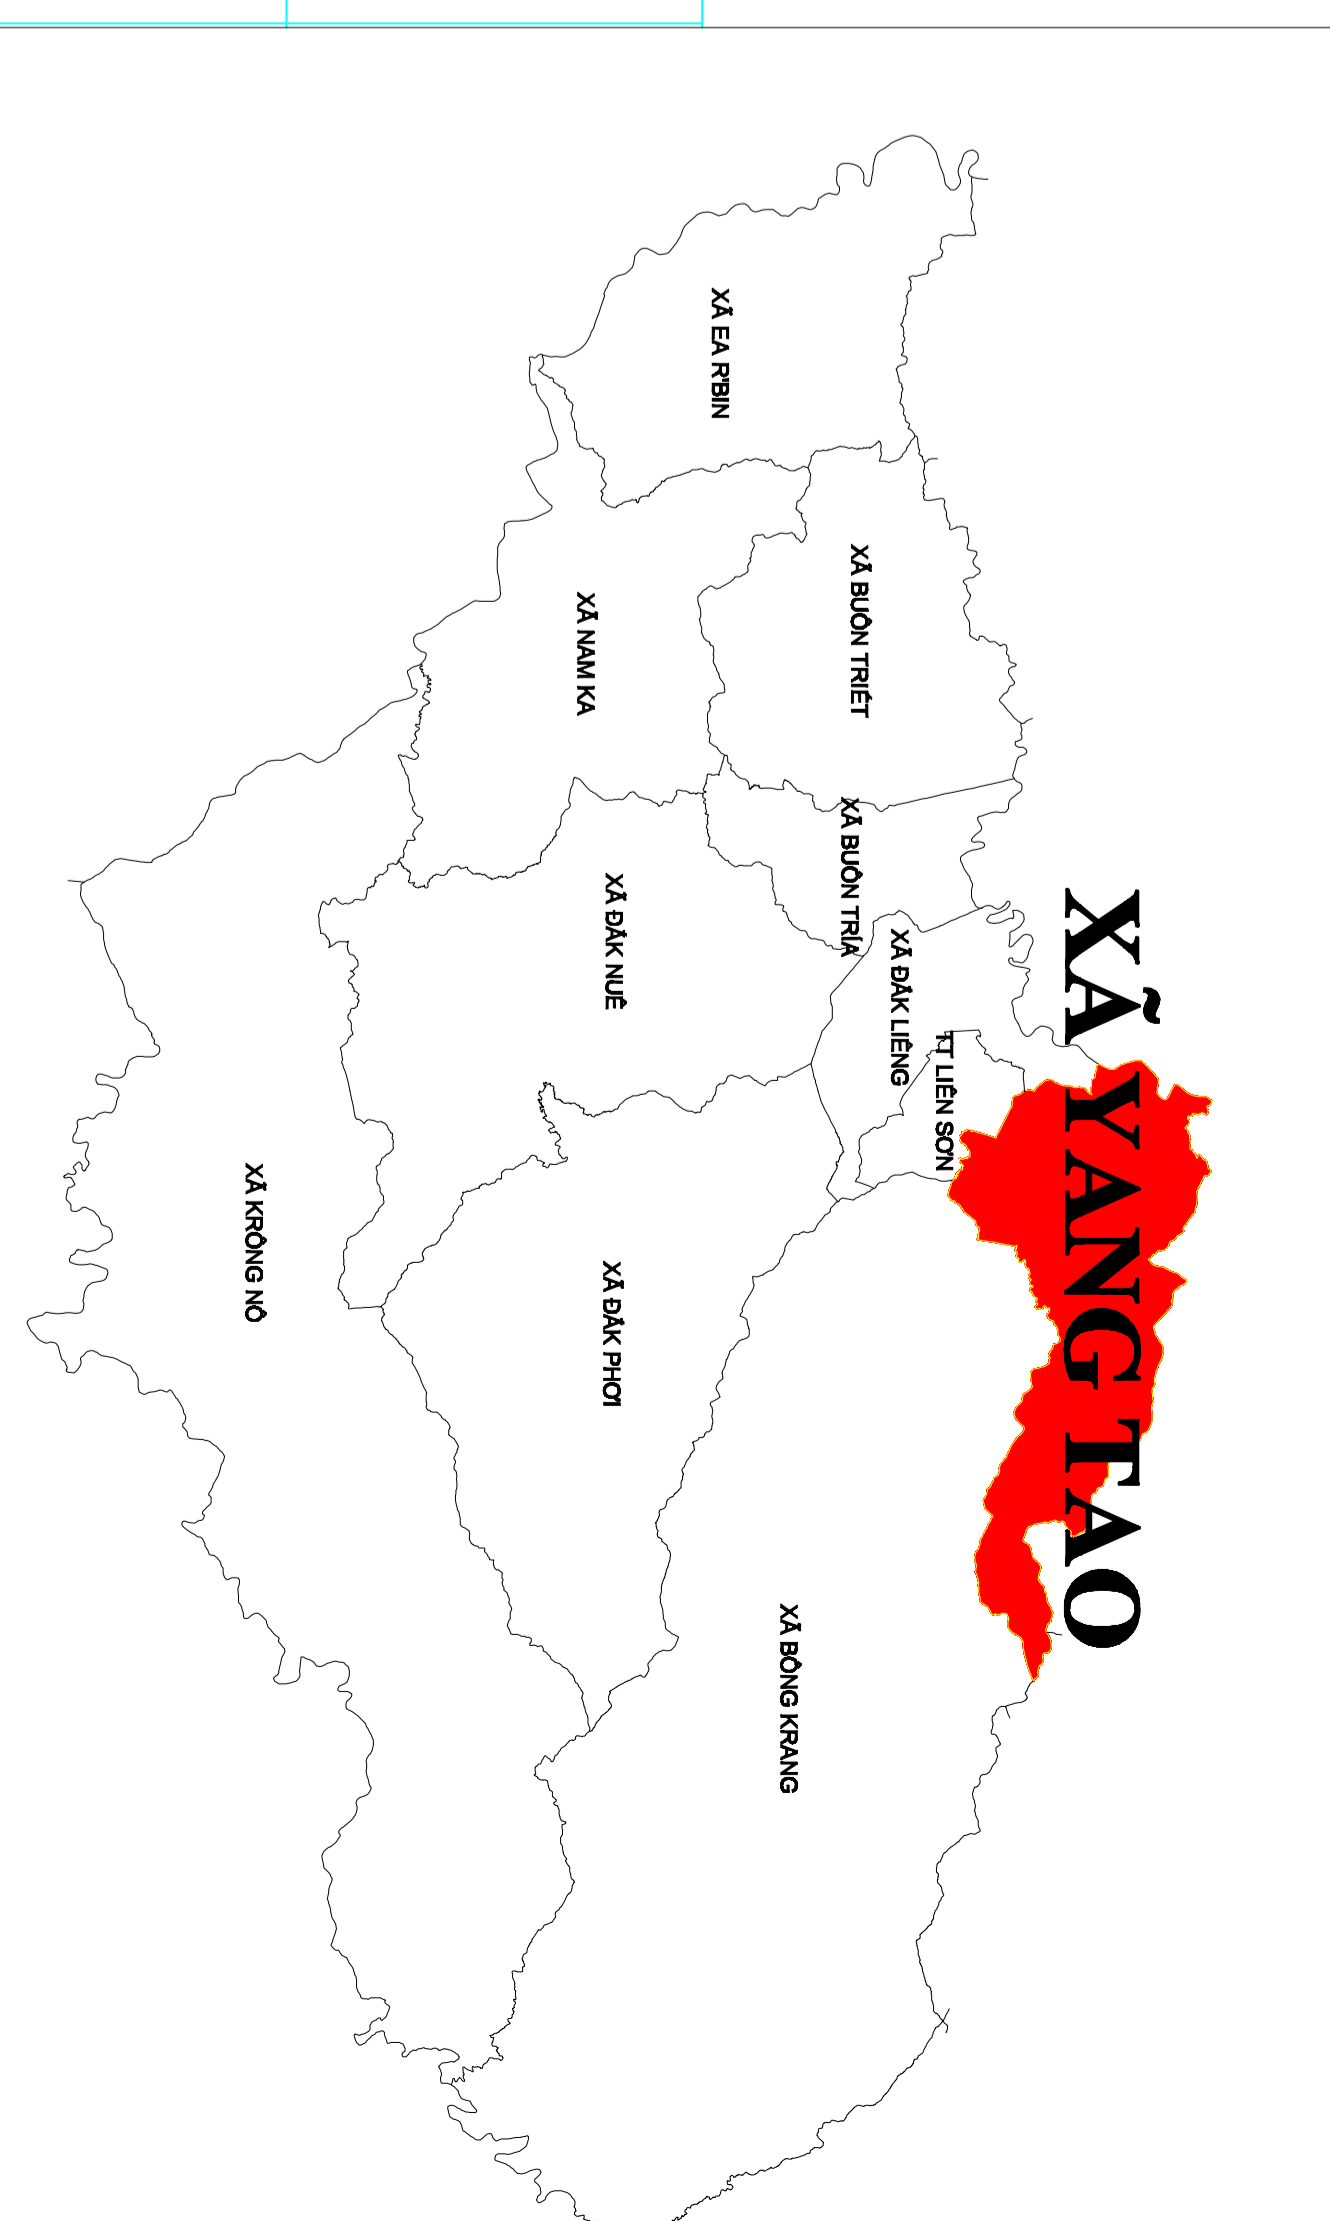 XÃ YANG TAO
TT LIÊN SƠN
XÃ ĐĂK LIÊNG
XÃ BUÔN TRIẾT
XÃ BUÔN TRÍA
XÃ BÔNG KRANG
XÃ EA R'BIN
XÃ ĐĂK NUÊ
XÃ ĐĂK PHƠI
XÃ NAM KA
XÃ KRÔNG NÔ